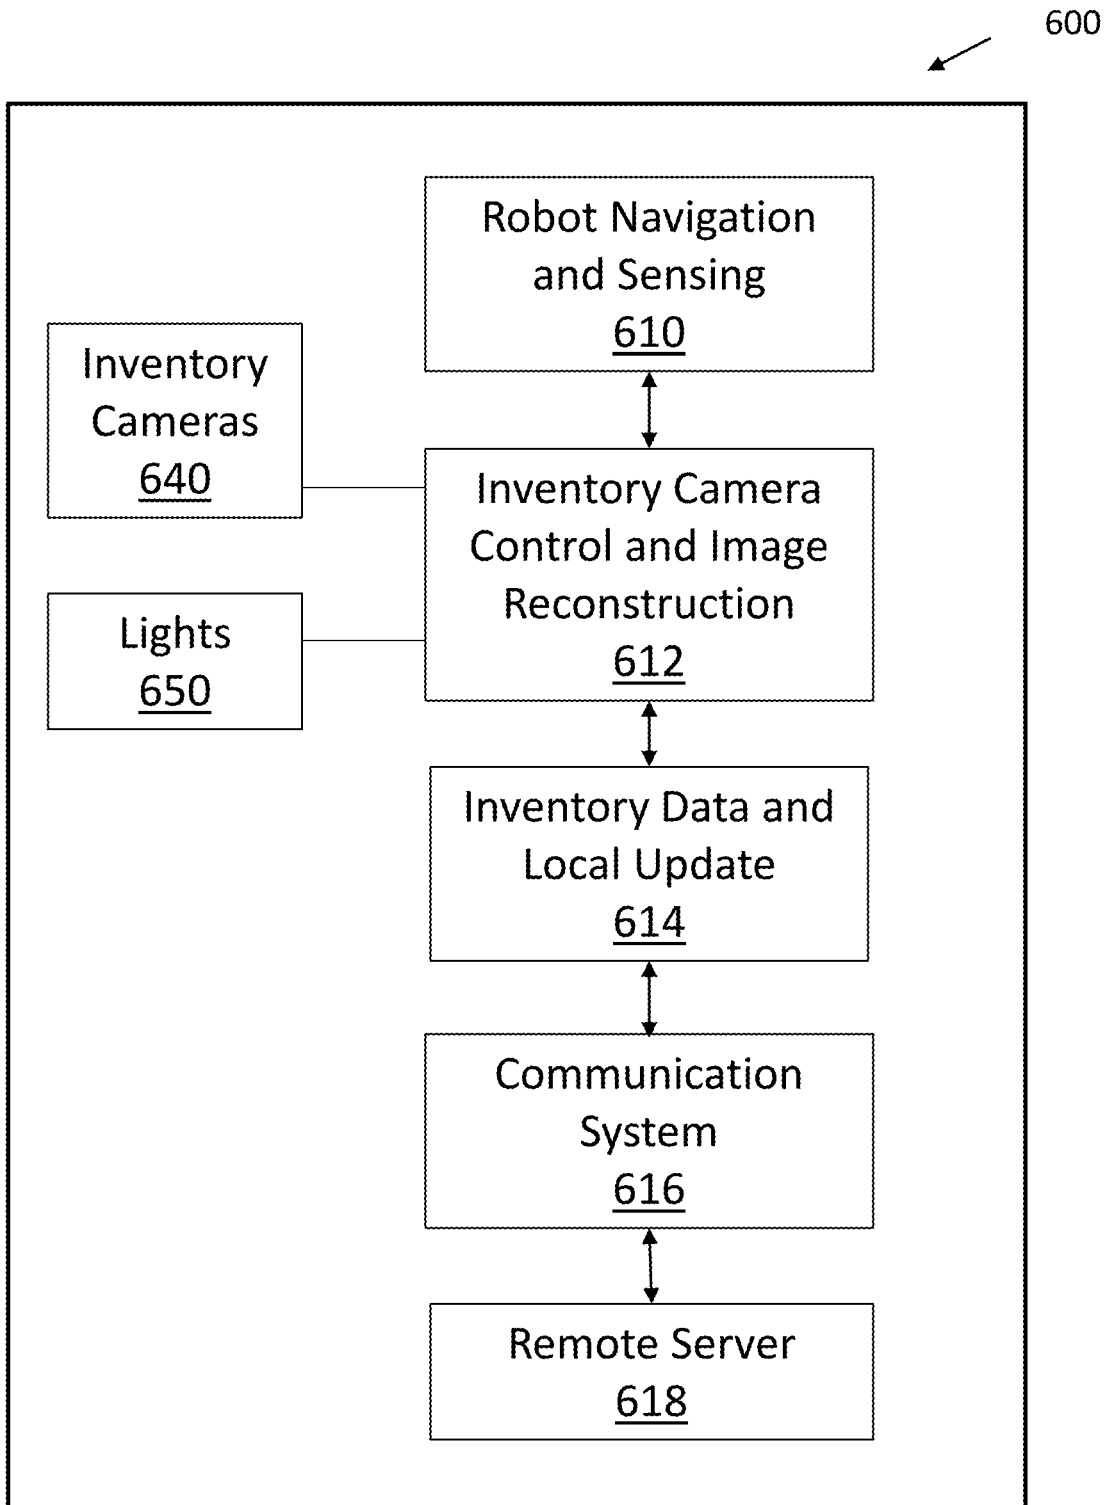 600
Robot Navigation
and Sensing
610
Inventory
Cameras
640
Inventory Camera
Control and Image
Reconstruction
612
Lights
650
Inventory Data and
Local Update
614
Communication
System
616
Remote Server
618